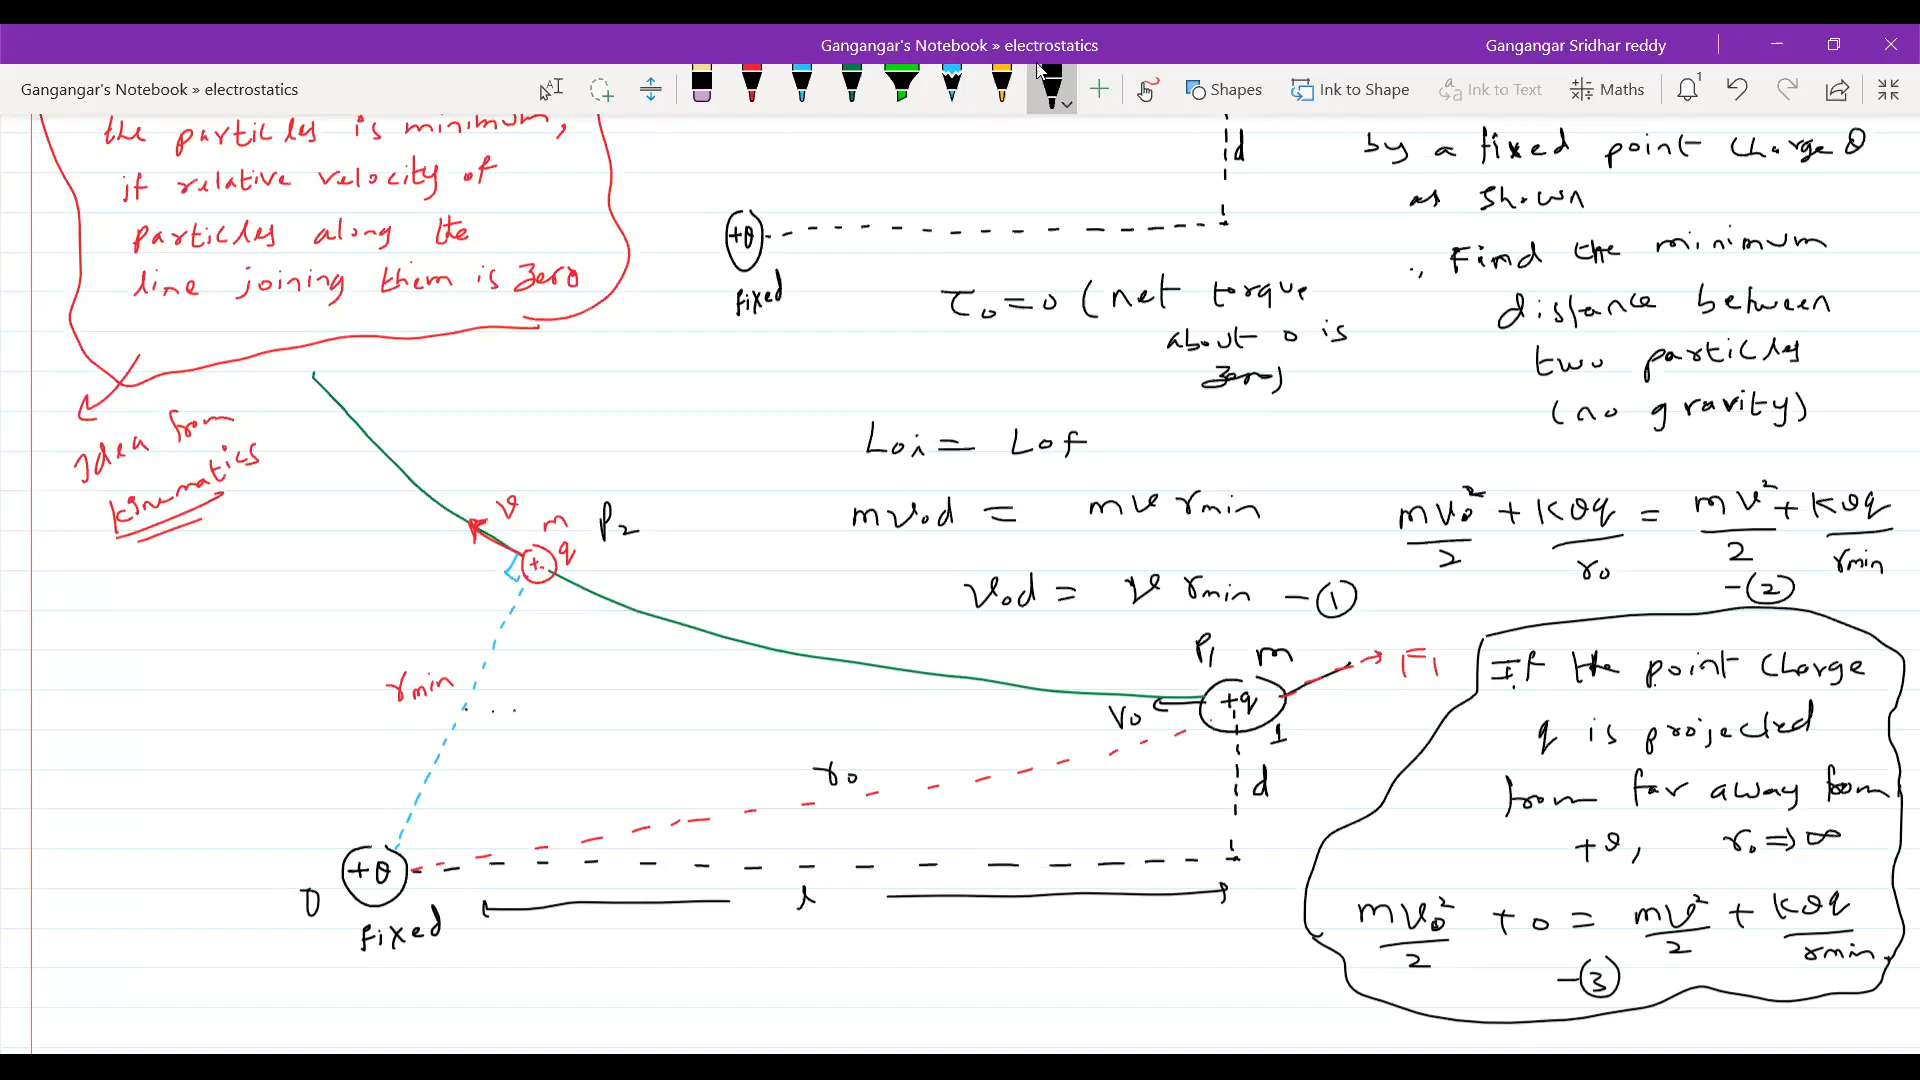 Gangangar's Notebook » electrostatics
Gangangar Sridhar reddy
Gangangar's Notebook » electrostatics
Shapes
Ink to Shape
Ink to Text
Maths
1
the particles is minimum,
if relative velocity of
particles along the
line joining them is zero
Idea from
kinematics
+Q
fixed
d
τ₀ = 0 (net torque
about o is
zero)
by a fixed point charge Q
as shown
Find the minimum
distance between
two particles
(no gravity)
Loi = Lof
mv₀d = mv rmin
v₀d = v rmin -①
mv₀²/2 + KQq/r₀ = mv²/2 + KQq/rmin
-②
v
m
q
+
P₂
rmin
P₁
m
+q
V₀
1
F₁
r₀
d
+Q
O
fixed
l
If the point charge
q is projected
from far away from
+Q, r₀ ⇒ ∞
mv₀²/2 + 0 = mv²/2 + KQq/rmin
-③